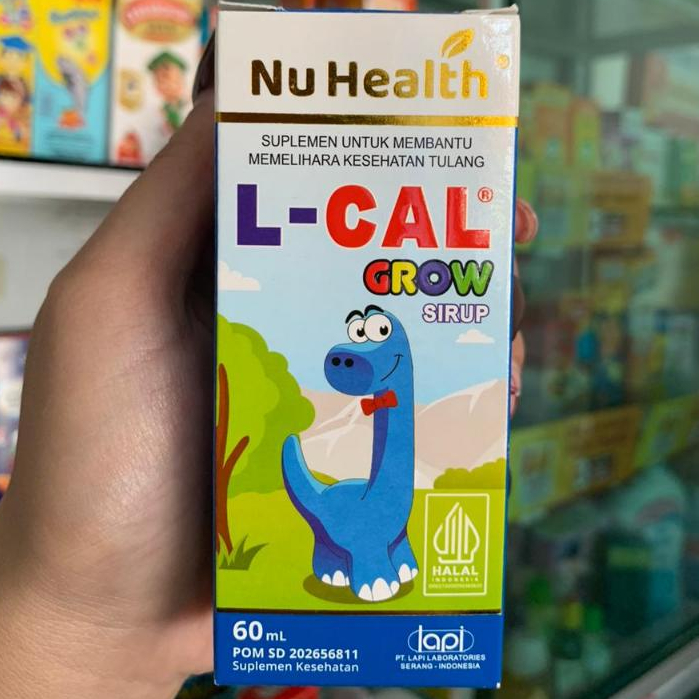 Nu Health
SUPLEMEN UNTUK MEMBANTU
MEMELIHARA KESEHATAN TULANG
L-CAL®
GROW
SIRUP
HALAL
INDONESIA
60 mL
POM SD 202656811
Suplemen Kesehatan
lapi
PT. LAPI LABORATORIES
SERANG - INDONESIA